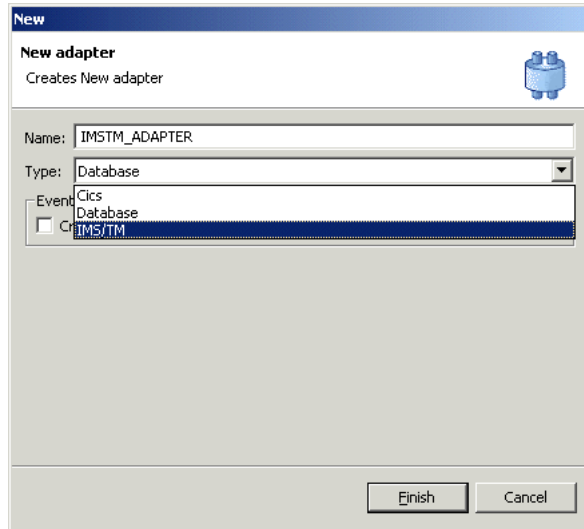 New
New adapter
Creates New adapter
Name: IMSTM_ADAPTER
Type: Database
Cics
Event
Database
Cr
IMS/TM
Finish Cancel